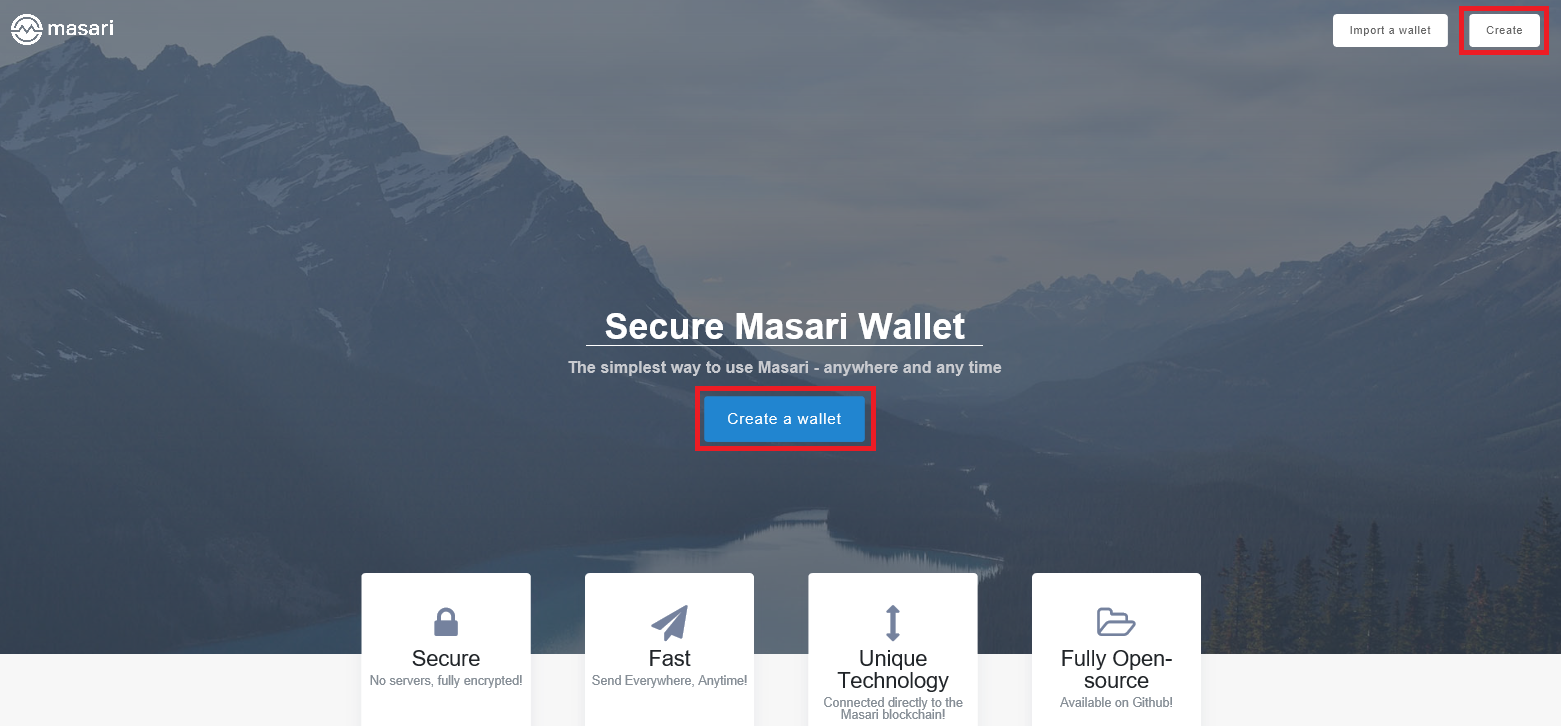 masari
Import a wallet
Create
Secure Masari Wallet
The simplest way to use Masari - anywhere and any time
Create a wallet
Secure
No servers, fully encrypted!
Fast
Send Everywhere, Anytime!
Unique
Technology
Connected directly to the
Masari blockchain!
Fully Open-
source
Available on Github!